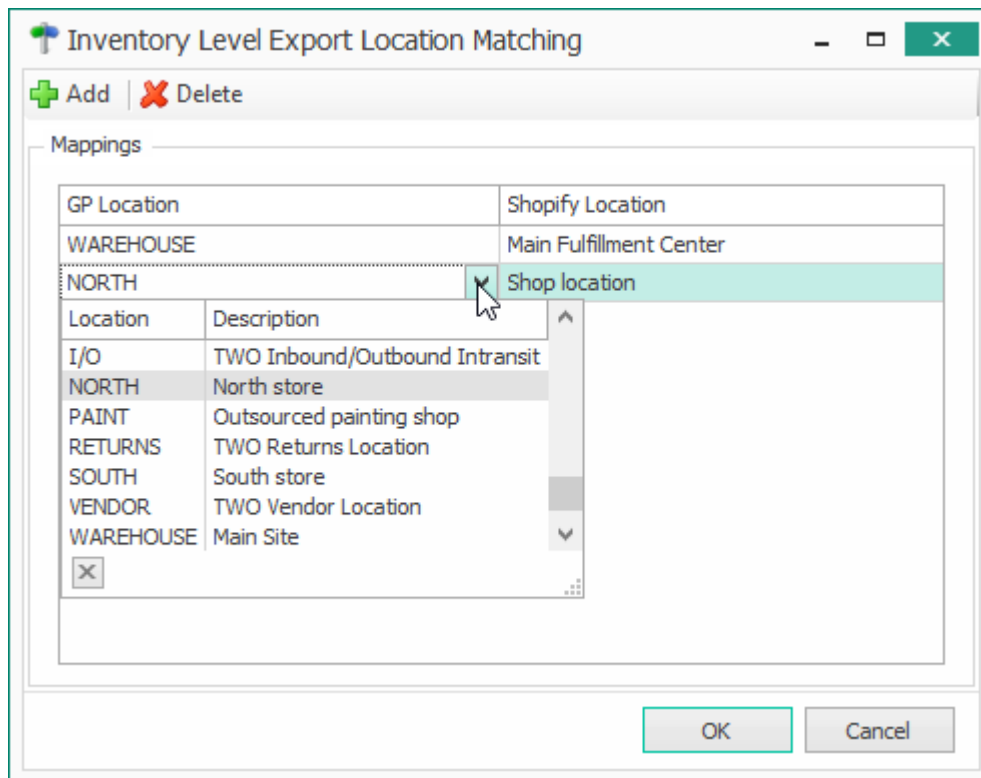 Inventory Level Export Location Matching
Add Delete
Mappings
GP Location Shopify Location
WAREHOUSE Main Fulfillment Center
NORTH Shop location
Location Description
I/O TWO Inbound/Outbound Intransit
NORTH North store
PAINT Outsourced painting shop
RETURNS TWO Returns Location
SOUTH South store
VENDOR TWO Vendor Location
WAREHOUSE Main Site
OK Cancel